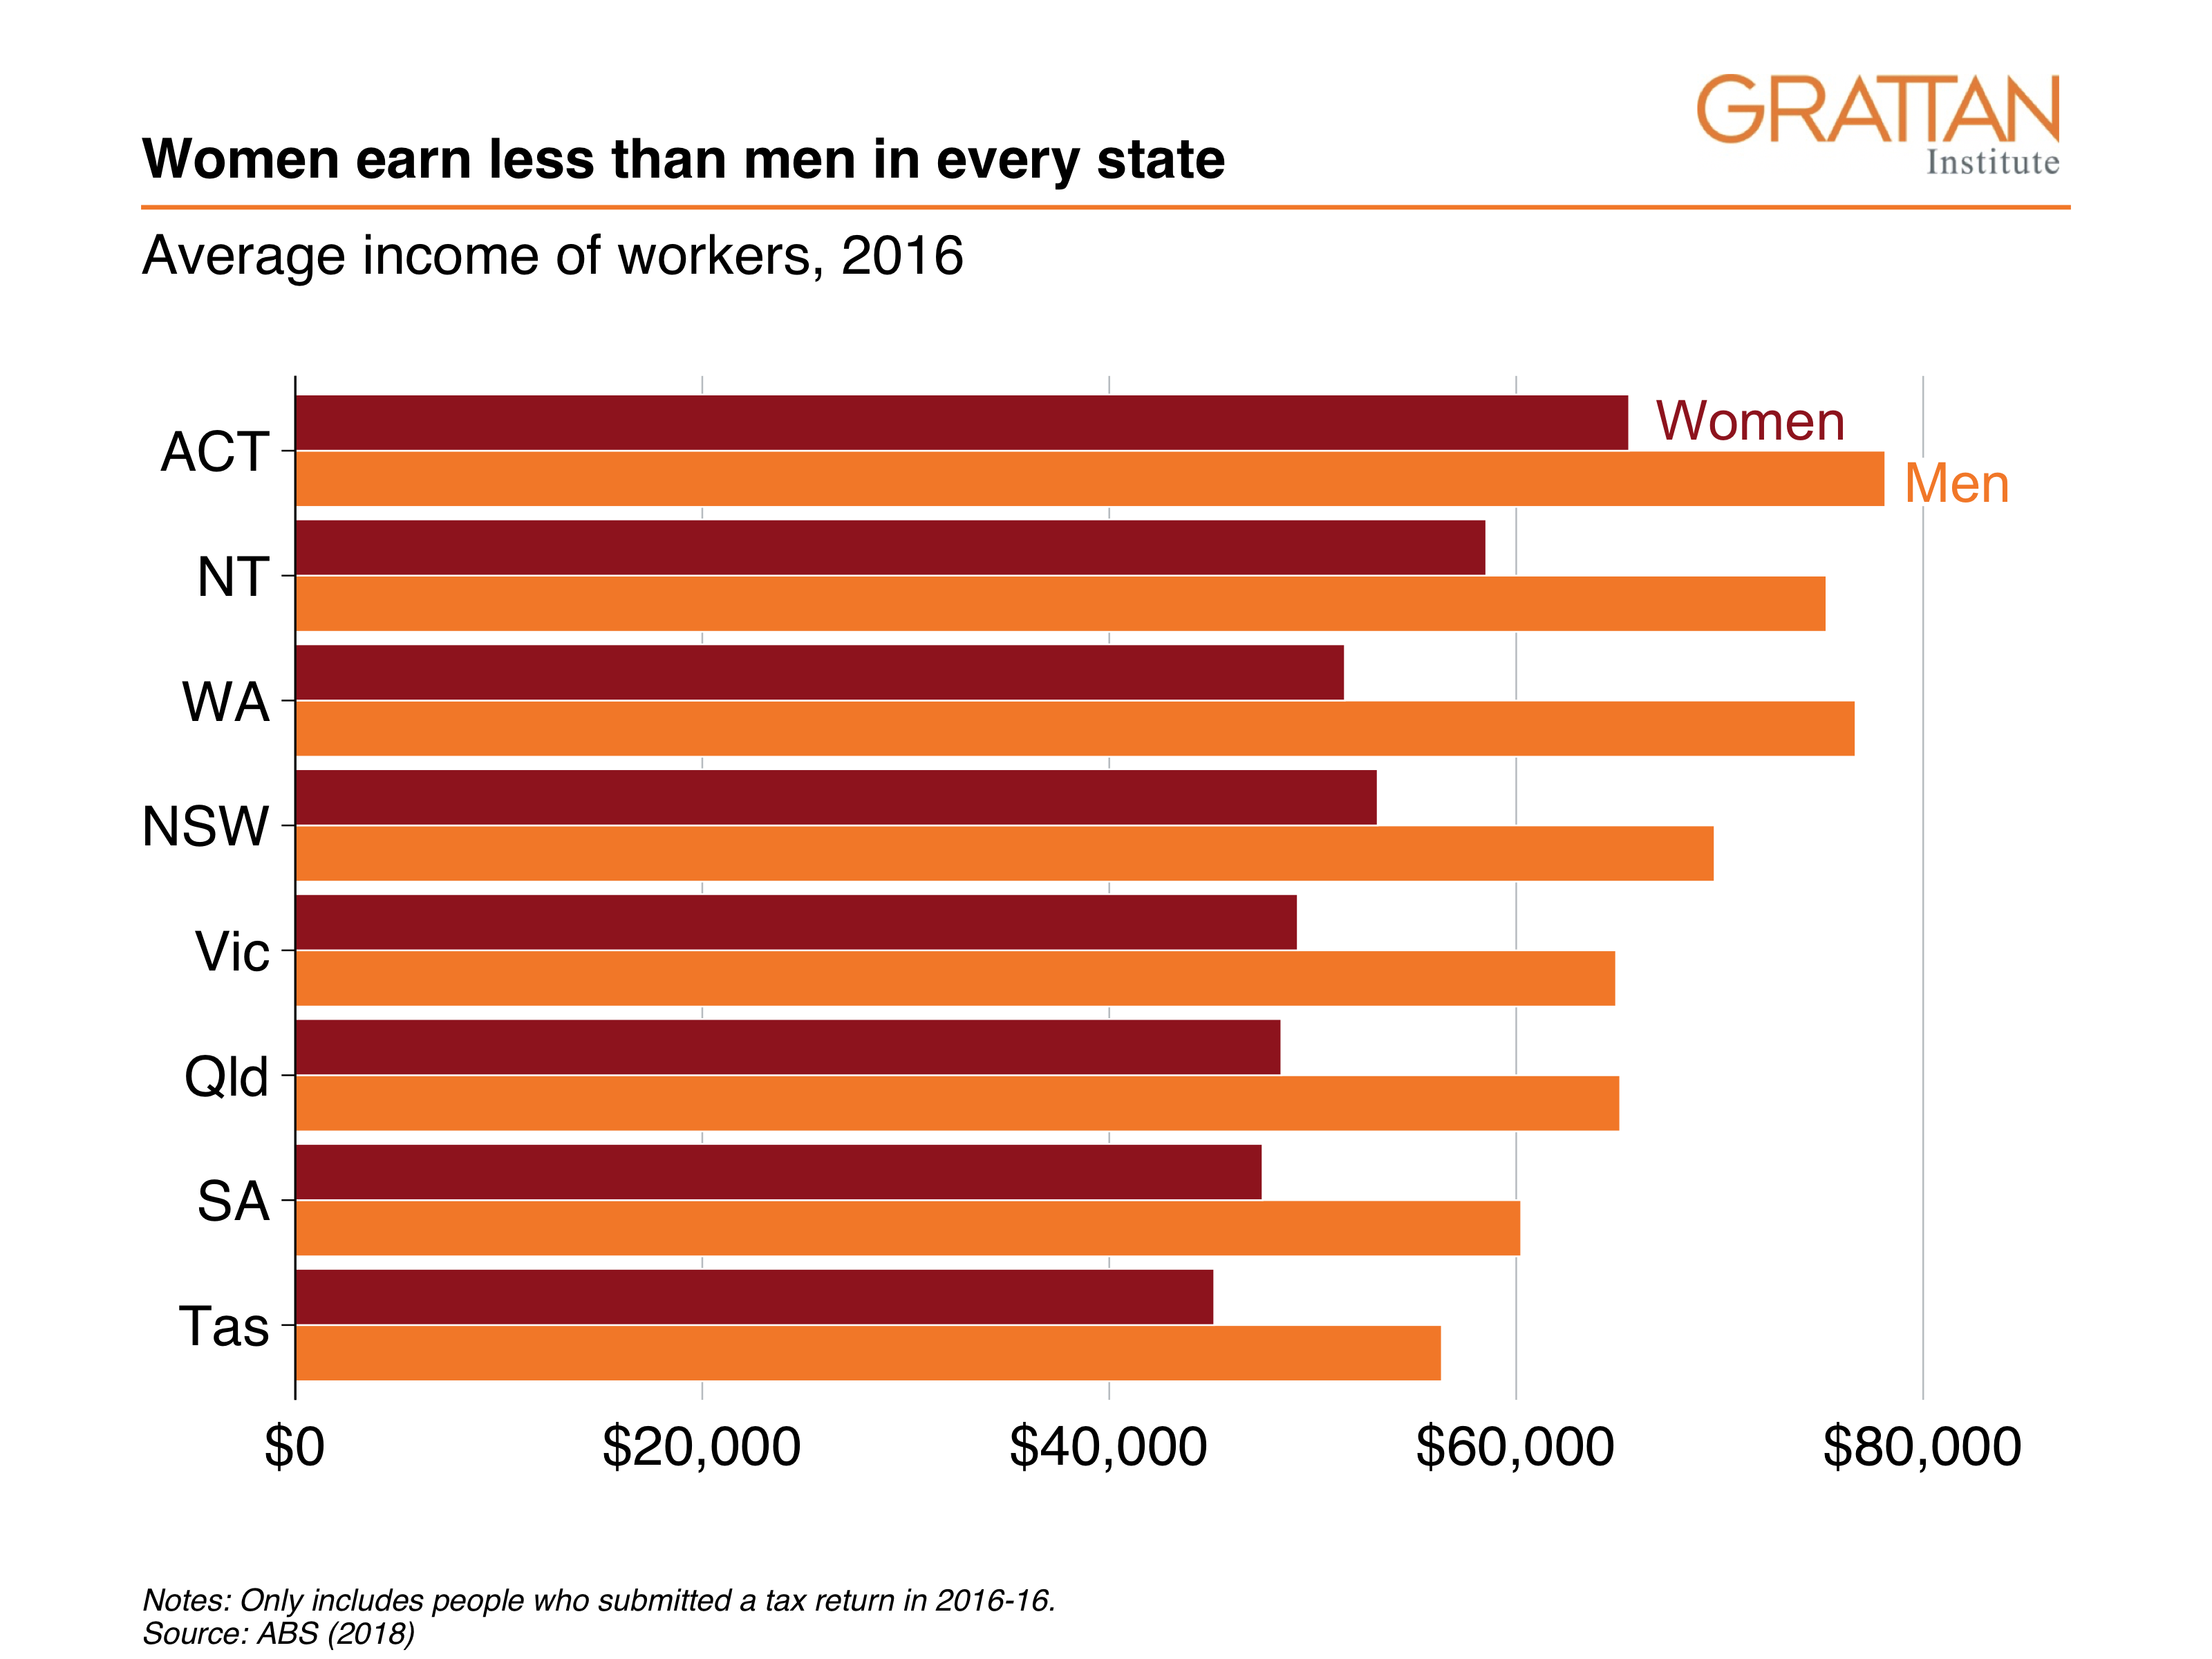 GRATTAN
Institute
Women earn less than men in every state
Average income of workers, 2016
Women
ACT
Men
NT
WA
NSW
Vic
Qld
SA
Tas
$0 $20,000 $40,000 $60,000 $80,000
Notes: Only includes people who submitted a tax return in 2016-16.
Source: ABS (2018)